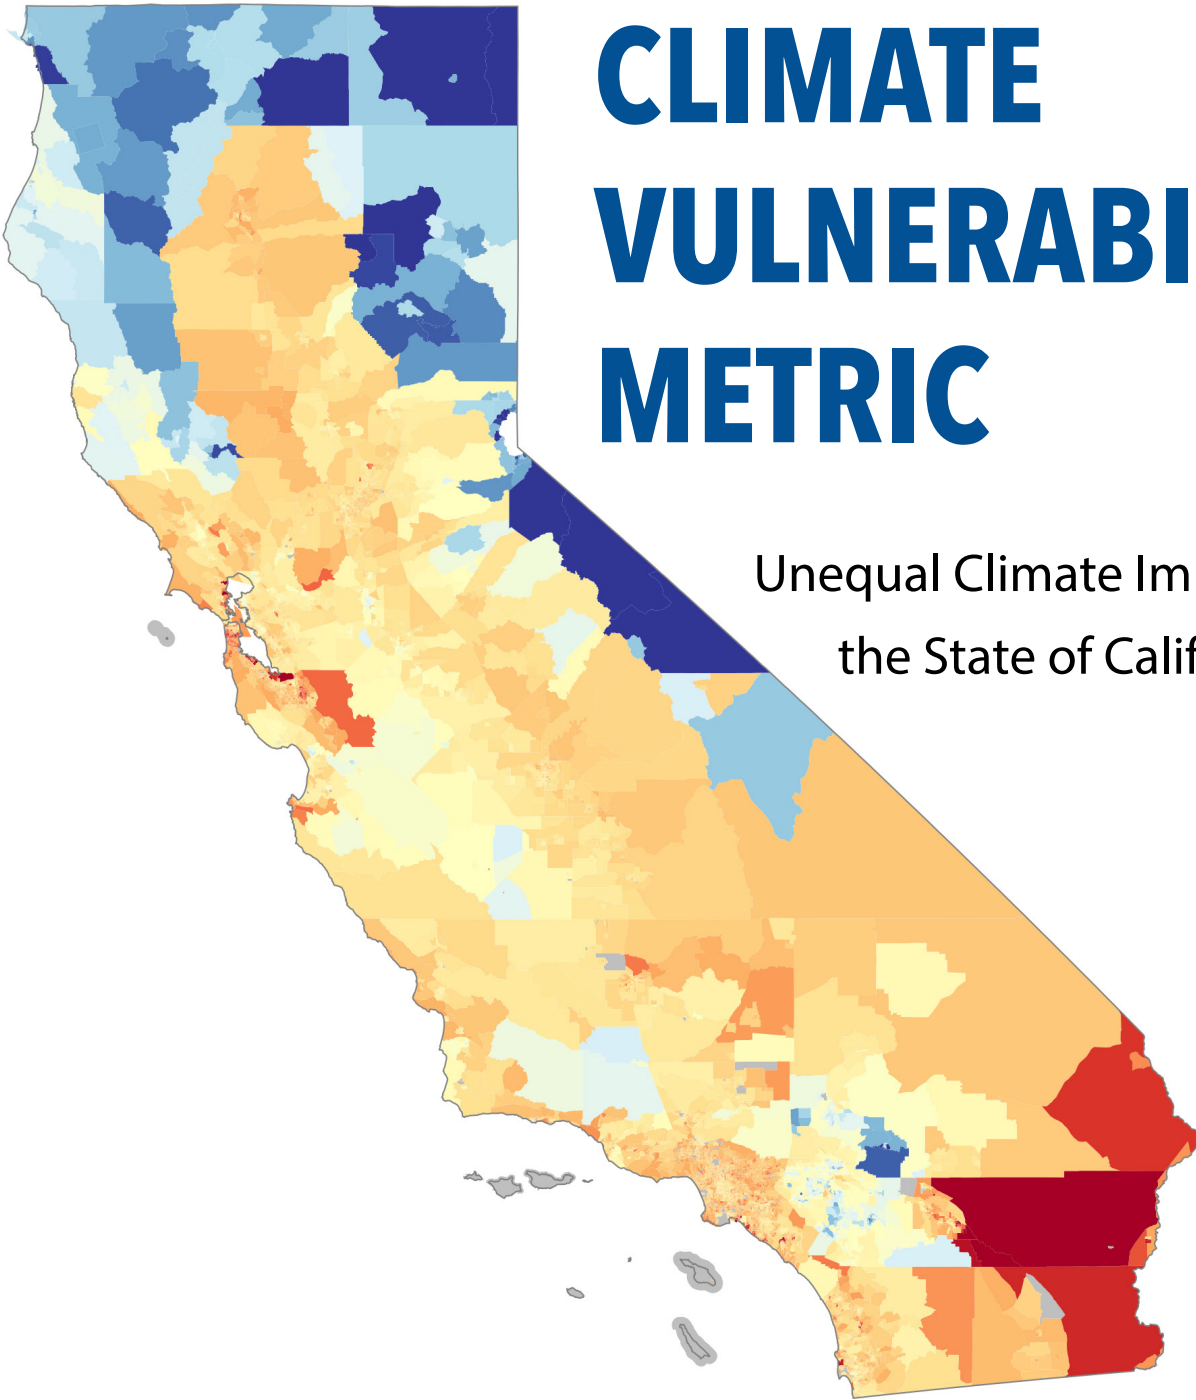 CLIMATE
VULNERABI
METRIC
Unequal Climate Im
the State of Calif